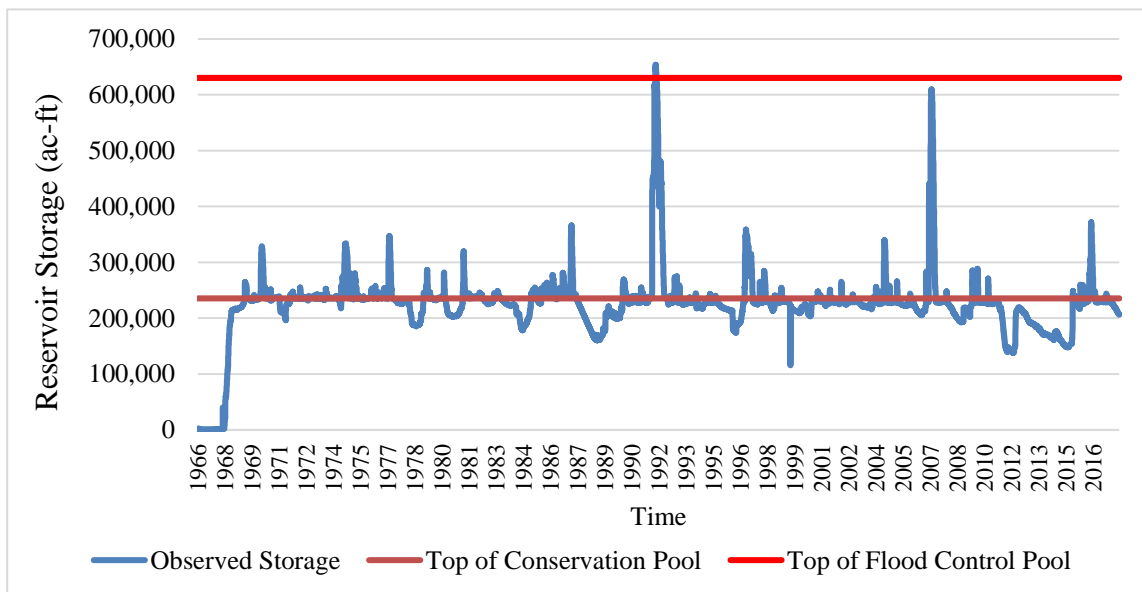 700,000
600,000
500,000
400,000
300,000
200,000
100,000
0
Reservoir Storage (ac-ft)
1966 1968 1969 1971 1972 1974 1975 1977 1978 1980 1981 1983 1984 1986 1987 1989 1990 1992 1993 1995 1996 1998 1999 2001 2002 2004 2005 2007 2008 2010 2012 2013 2015 2016
Time
Observed Storage Top of Conservation Pool Top of Flood Control Pool